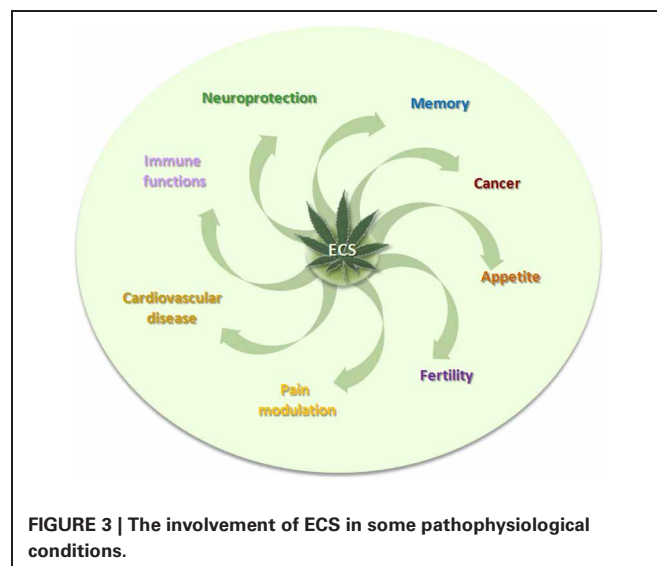 Neuroprotection
Memory
Immune
functions
Cancer
ECS
Appetite
Cardiovascular
disease
Fertility
Pain
modulation
FIGURE 3 | The involvement of ECS in some pathophysiological
conditions.